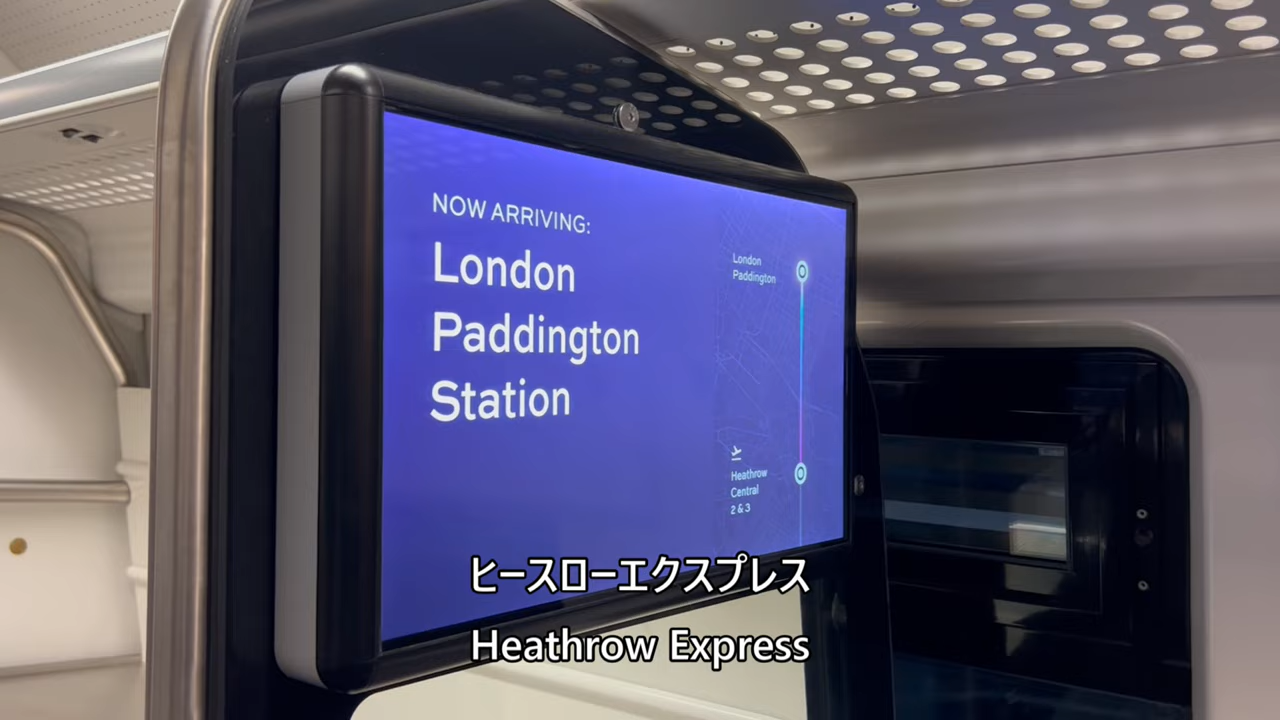 NOW ARRIVING:
London
Paddington
Station
London
Paddington
Heathrow
Central
2 & 3
ヒースローエクスプレス
Heathrow Express